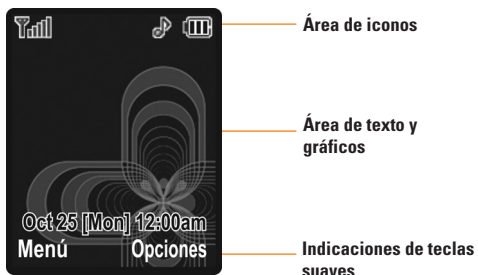 Área de iconos
Área de texto y
gráficos
Oct 25 [Mon] 12:00am
Menú Opciones
Indicaciones de teclas
suaves